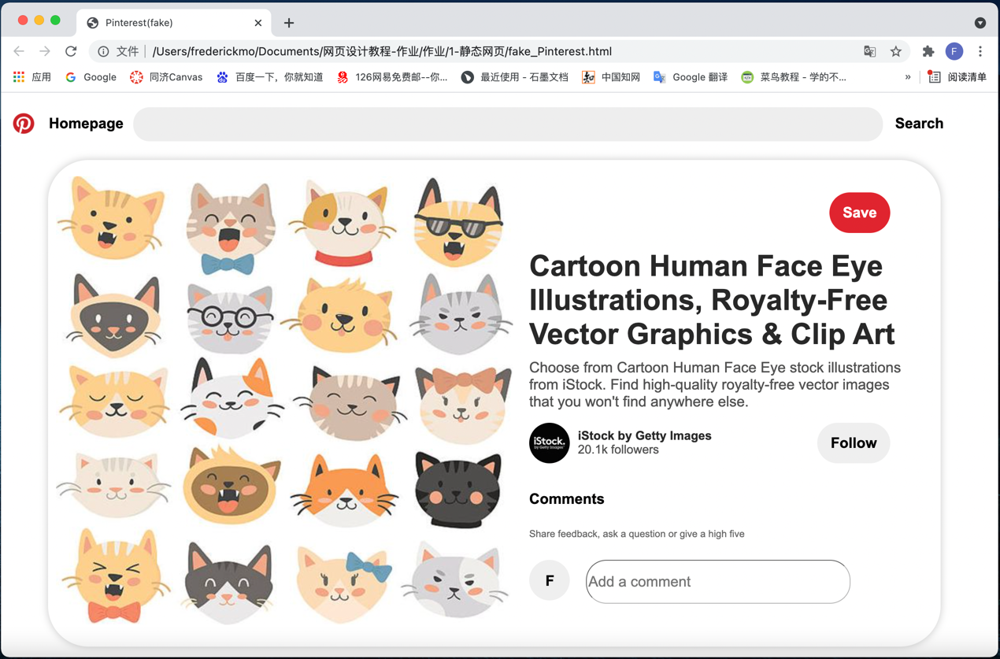 Pinterest(fake)
文件 | /Users/frederickmo/Documents/网页设计教程-作业/作业/1-静态网页/fake_Pinterest.html
F
应用 Google 同济Canvas 百度一下，你就知道 126网易免费邮--你... 最近使用 - 石墨文档 中国知网 Google 翻译 菜鸟教程 - 学的不... » 阅读清单
Homepage Search
Save
Cartoon Human Face Eye
Illustrations, Royalty-Free
Vector Graphics & Clip Art
Choose from Cartoon Human Face Eye stock illustrations
from iStock. Find high-quality royalty-free vector images
that you won't find anywhere else.
iStock.
by Getty Images
iStock by Getty Images
20.1k followers
Follow
Comments
Share feedback, ask a question or give a high five
F
Add a comment